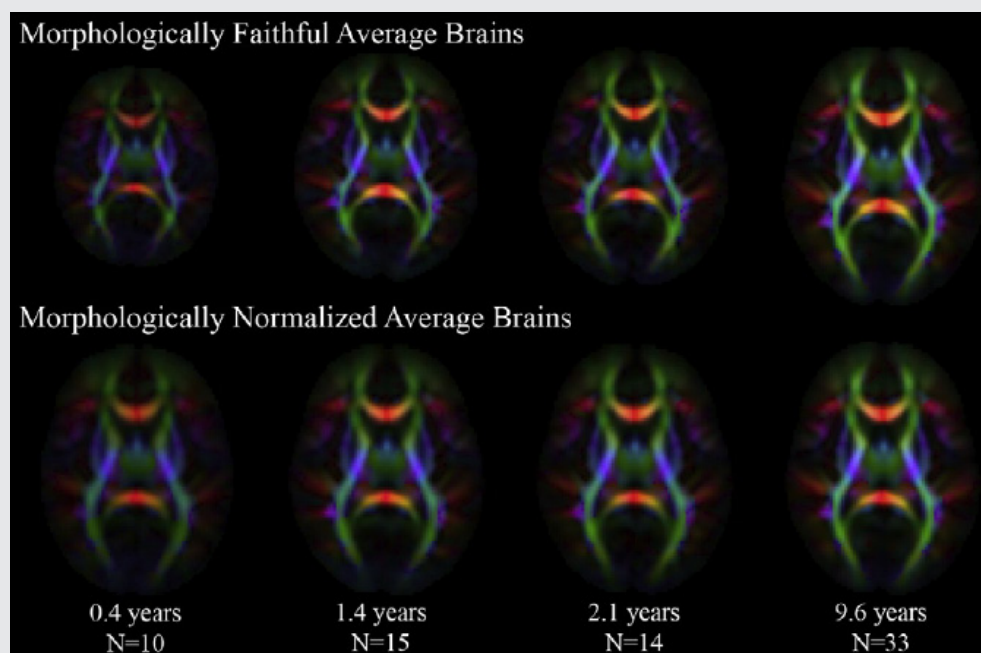 Morphologically Faithful Average Brains
Morphologically Normalized Average Brains
0.4 years
1.4 years
2.1 years
9.6 years
N=10
N=15
N=14
N=33